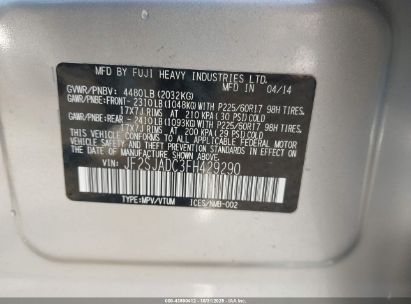 MFD. BY FUJI HEAVY INDUSTRIES LTD.
GVWR/PNBV: 4480LB (2032KG) MFD IN 04/14
GAWR/PNBE:FRONT- 2310LB(1048KG)WITH P225/60R17 98H TIRES,
17X7J RIMS AT 210 KPA(30 PSI)COLD
GAWR/PNBE:REAR - 2410LB(1093KG)WITH P225/60R17 98H TIRES,
17X7J RIMS AT 200 KPA(29 PSI)COLD
THIS VEHICLE CONFORMS TO ALL APPLICABLE FEDERAL MOTOR
VEHICLE SAFETY, BUMPER, AND THEFT PREVENTION STANDARDS
IN EFFECT ON THE DATE OF MANUFACTURE SHOWN ABOVE.
VIN: JF2SJADC3FH429290
TYPE:MPV/VTUM ICES/NMB-002